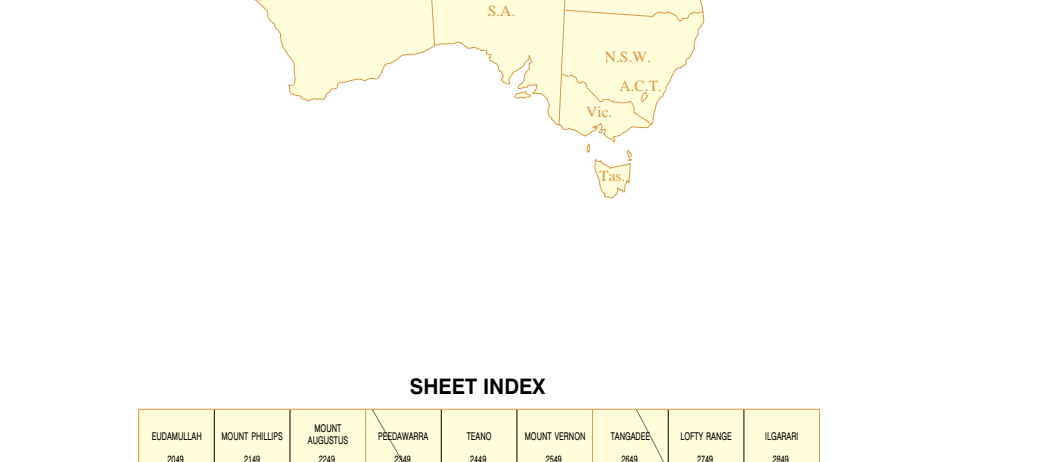 S.A.
N.S.W.
A.C.T.
Vic.
Tas.
SHEET INDEX
EUDAMULLAH
2049
MOUNT PHILLIPS
2149
MOUNT
AUGUSTUS
2249
PEEDAWARRA
2349
TEANO
2449
MOUNT VERNON
2549
TANGADEE
2649
LOFTY RANGE
2749
ILGARARI
2849